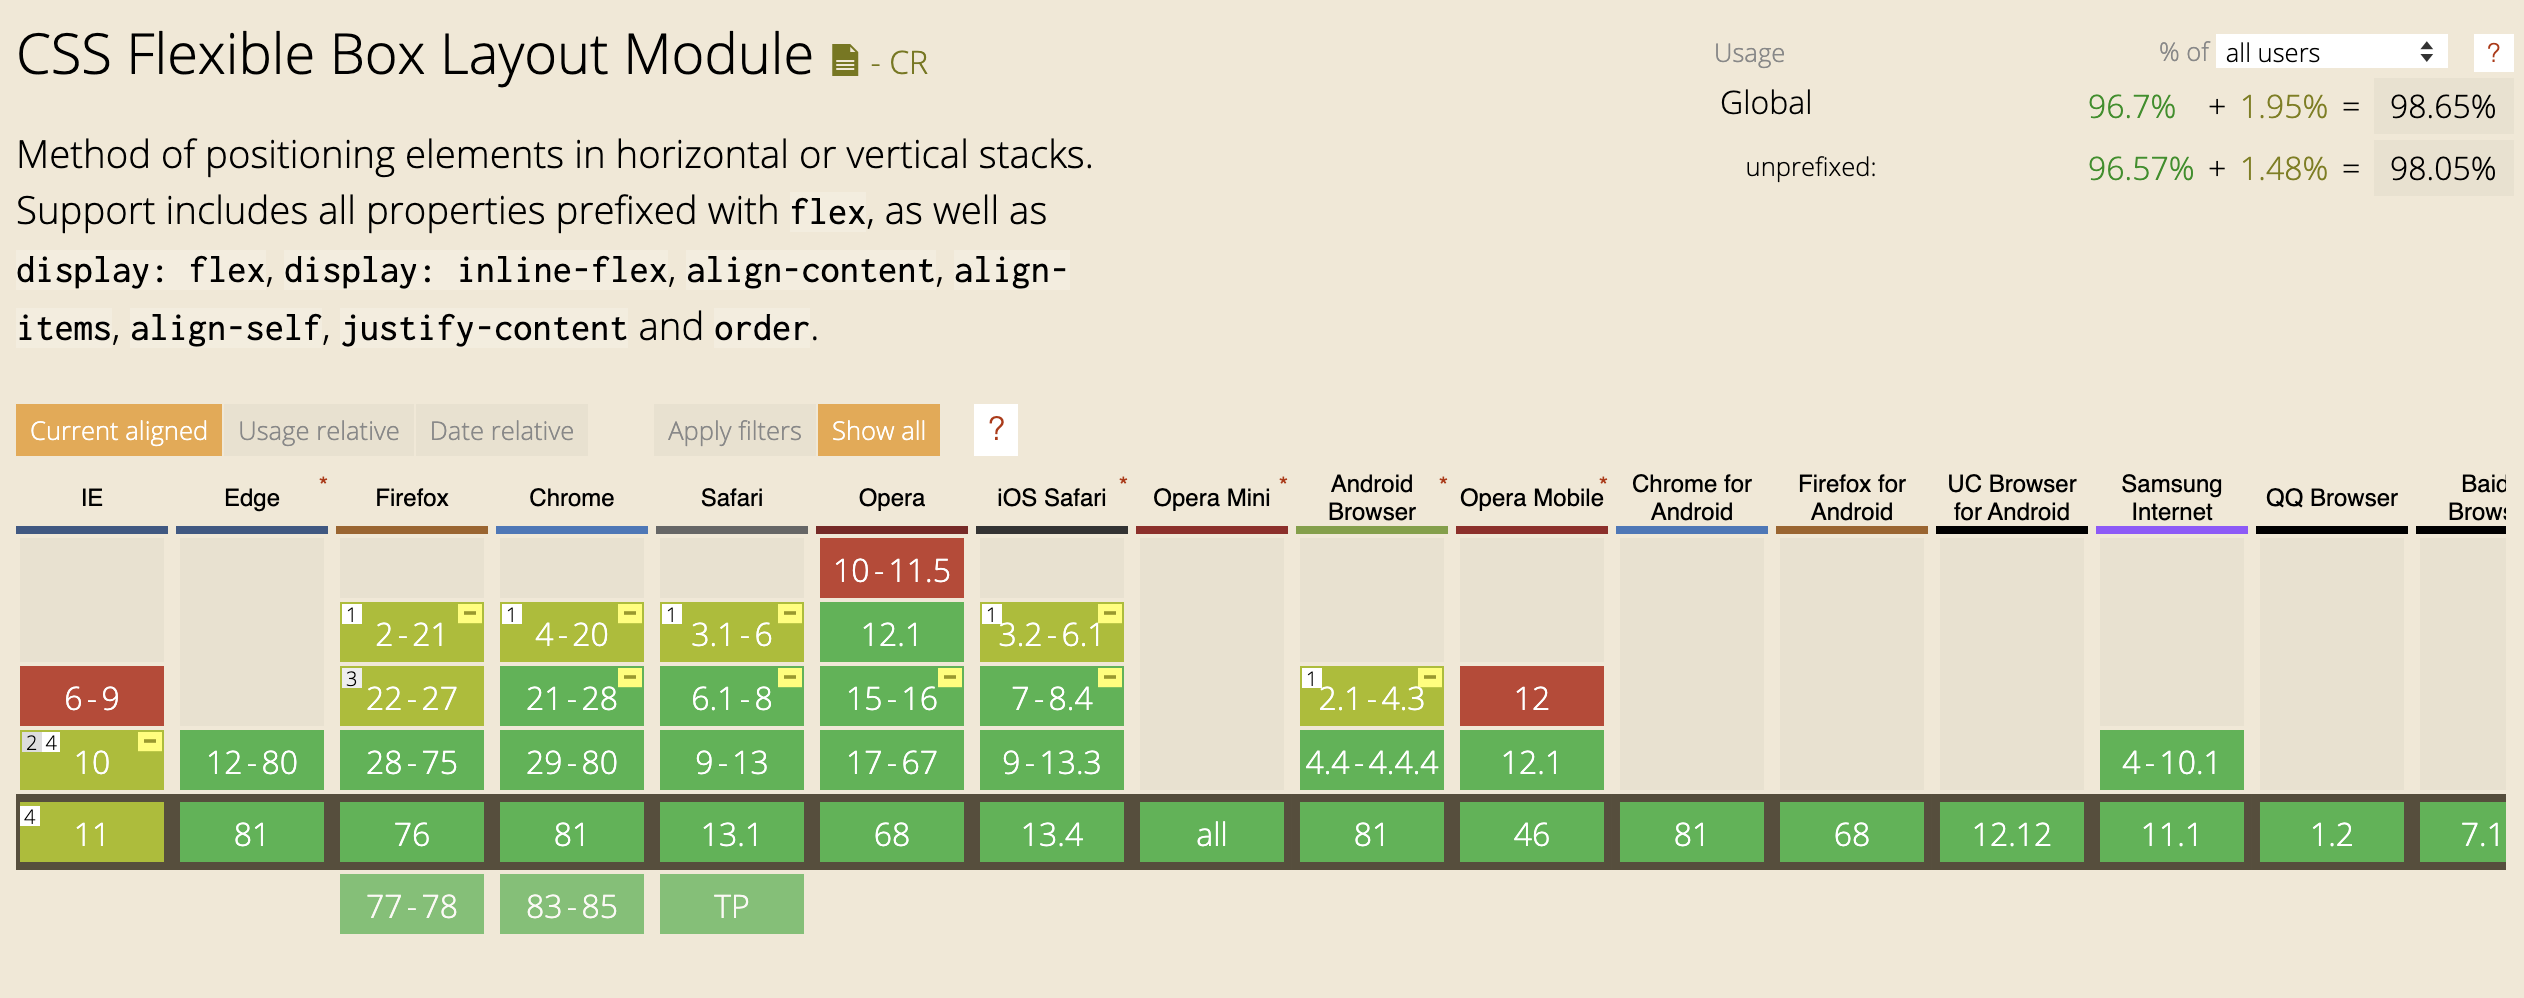 CSS Flexible Box Layout Module - CR
Usage % of all users ?
Global 96.7% + 1.95% = 98.65%
unprefixed: 96.57% + 1.48% = 98.05%
Method of positioning elements in horizontal or vertical stacks.
Support includes all properties prefixed with flex, as well as
display: flex, display: inline-flex, align-content, align-
items, align-self, justify-content and order.
Current aligned Usage relative Date relative Apply filters Show all ?
IE Edge * Firefox Chrome Safari Opera iOS Safari * Opera Mini * Android Browser * Opera Mobile * Chrome for Android Firefox for Android UC Browser for Android Samsung Internet QQ Browser Baid Brows
10-11.5
1 2-21 - 1 4-20 - 1 3.1-6 - 12.1 1 3.2-6.1 -
6-9 3 22-27 21-28 - 6.1-8 - 15-16 - 7-8.4 - 1 2.1-4.3 - 12
2 4 10 - 12-80 28-75 29-80 9-13 17-67 9-13.3 4.4-4.4.4 12.1 4-10.1
4 11 81 76 81 13.1 68 13.4 all 81 46 81 68 12.12 11.1 1.2 7.1
77-78 83-85 TP